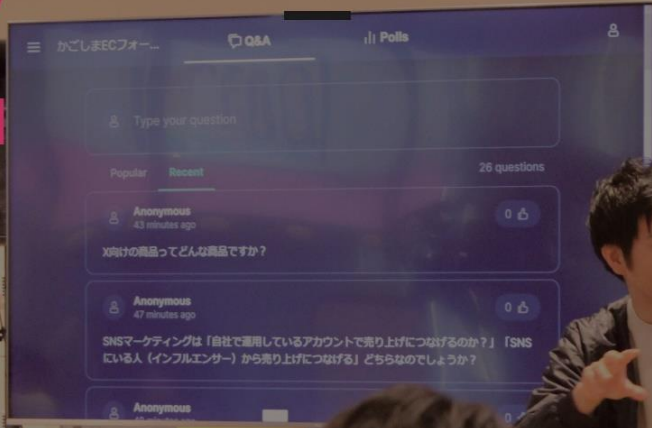 かごしまECフォー...
Q&A
Polls
Type your question
Popular
Recent
26 questions
Anonymous
0
43 minutes ago
X向けの商品ってどんな商品ですか？
Anonymous
0
47 minutes ago
SNSマーケティングは「自社で運用しているアカウントで売り上げにつなげるのか？」「SNS
にいる人（インフルエンサー）から売り上げにつなげる」どちらなのでしょうか？
Anonymous
0
minutes ago